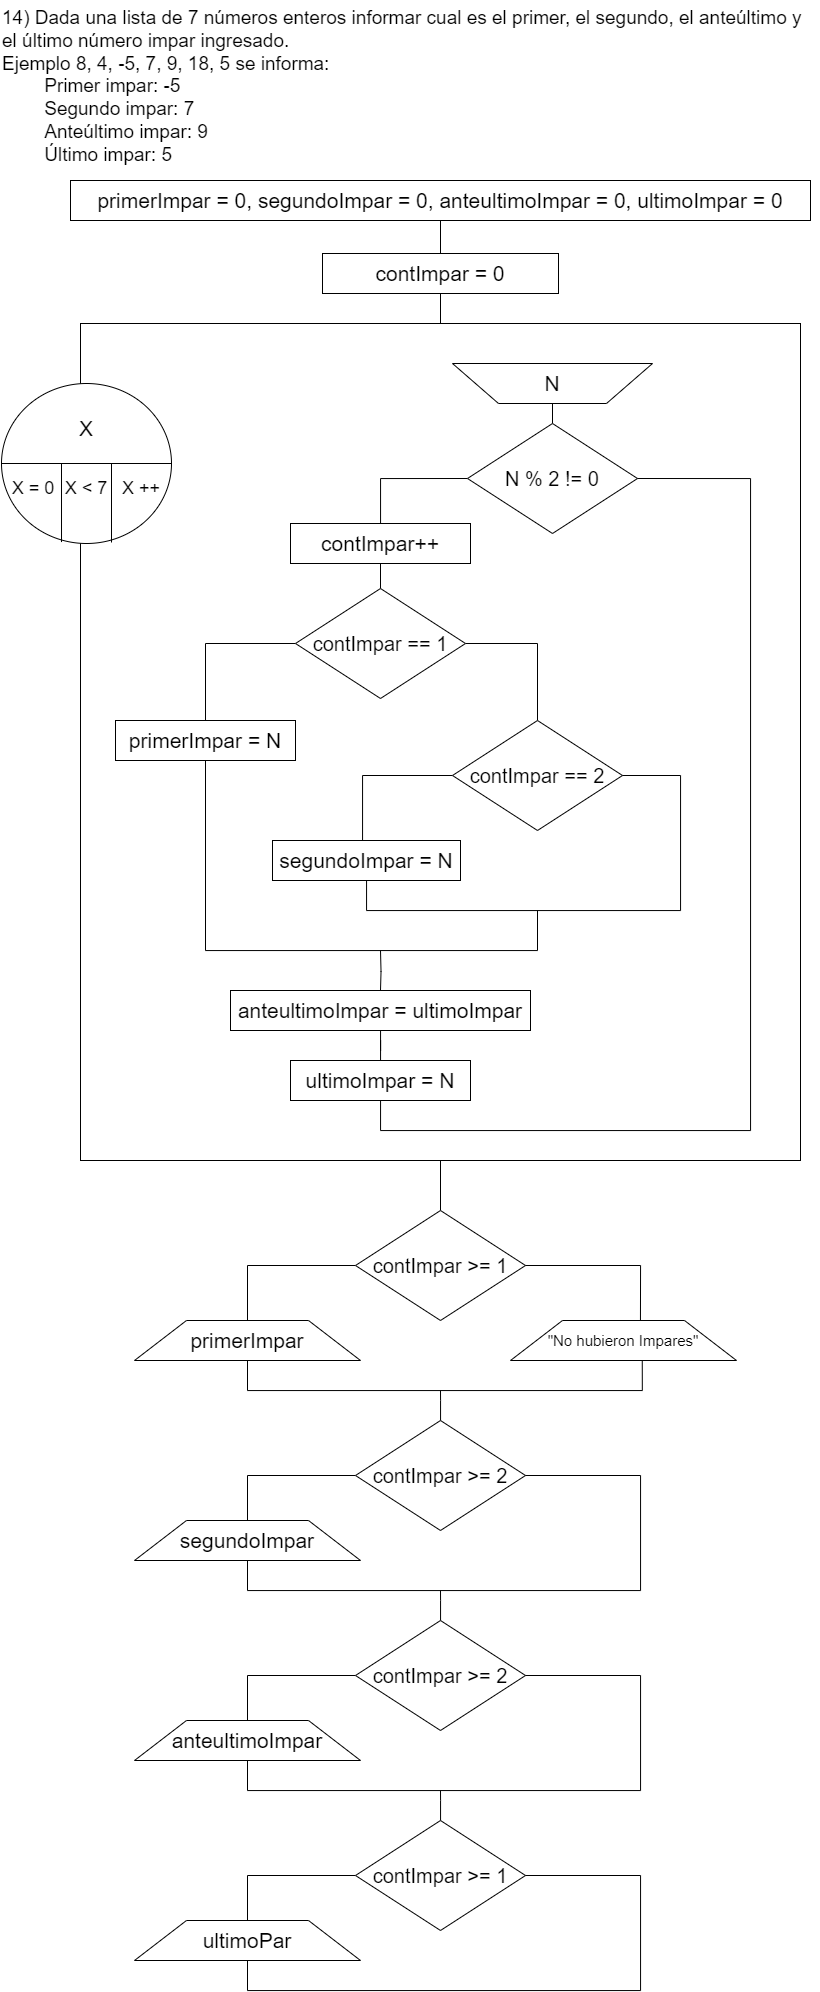 14) Dada una lista de 7 números enteros informar cual es el primer, el segundo, el anteúltimo y
el último número impar ingresado.
Ejemplo 8, 4, -5, 7, 9, 18, 5 se informa:
Primer impar: -5
Segundo impar: 7
Anteúltimo impar: 9
Último impar: 5
primerImpar = 0, segundoImpar = 0, anteultimoImpar = 0, ultimoImpar = 0
contImpar = 0
N
X
X = 0
X < 7
X ++
N % 2 != 0
contImpar++
contImpar == 1
primerImpar = N
contImpar == 2
segundoImpar = N
anteultimoImpar = ultimoImpar
ultimoImpar = N
contImpar >= 1
primerImpar
"No hubieron Impares"
contImpar >= 2
segundoImpar
contImpar >= 2
anteultimoImpar
contImpar >= 1
ultimoPar